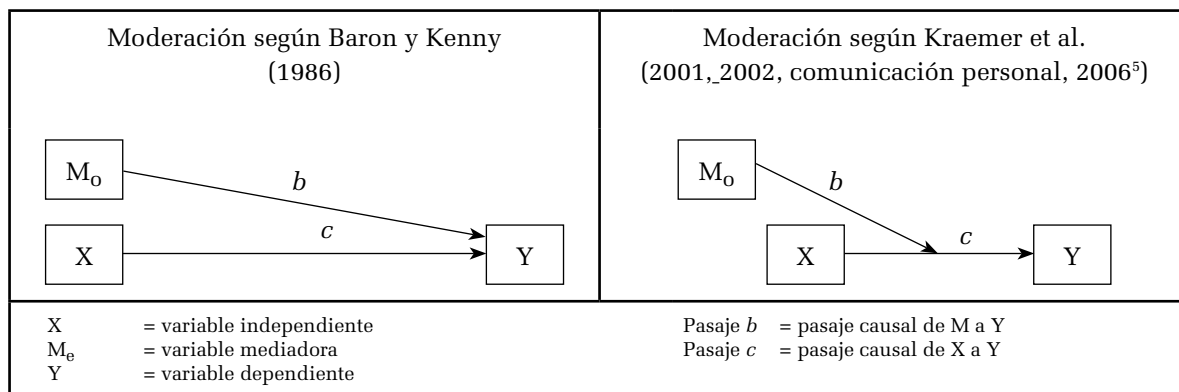 Moderación según Baron y Kenny
(1986)
Moderación según Kraemer et al.
(2001,_2002, comunicación personal, 2006⁵)
Mₒ
b
c
X
Y
Mₒ
b
c
X
Y
X = variable independiente
Mₑ = variable mediadora
Y = variable dependiente
Pasaje b = pasaje causal de M a Y
Pasaje c = pasaje causal de X a Y